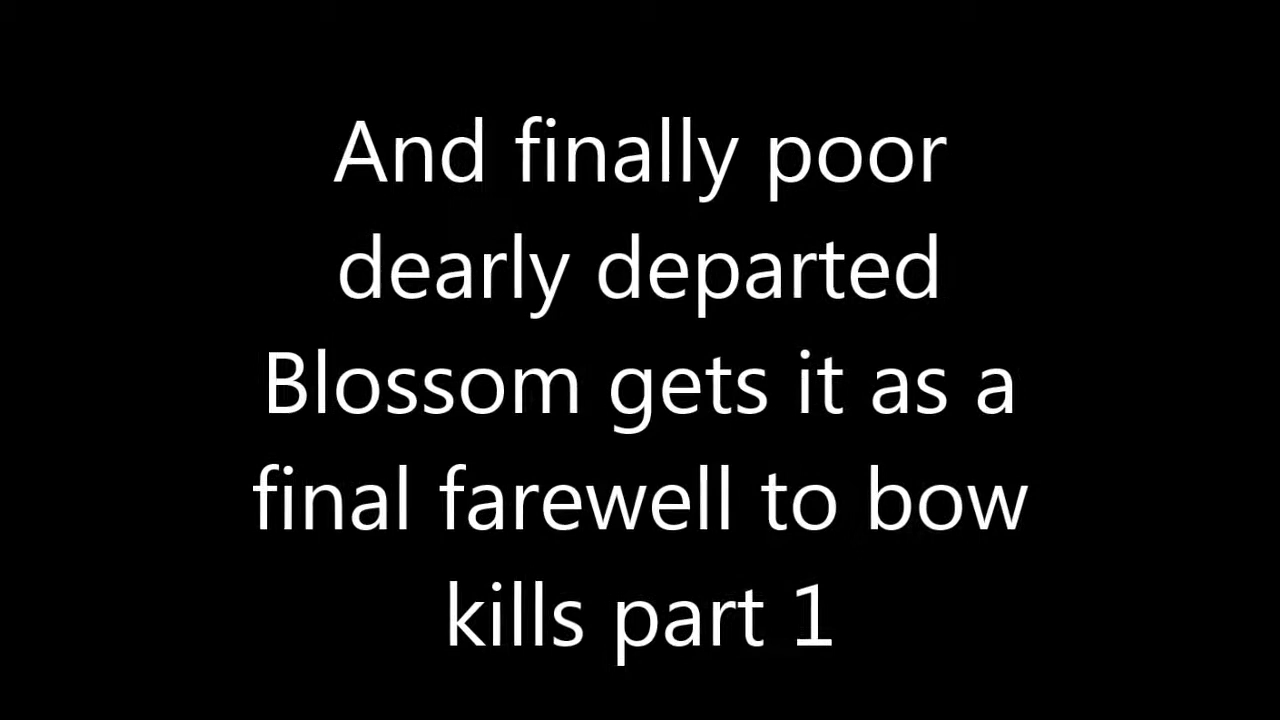 And finally poor
dearly departed
Blossom gets it as a
final farewell to bow
kills part 1